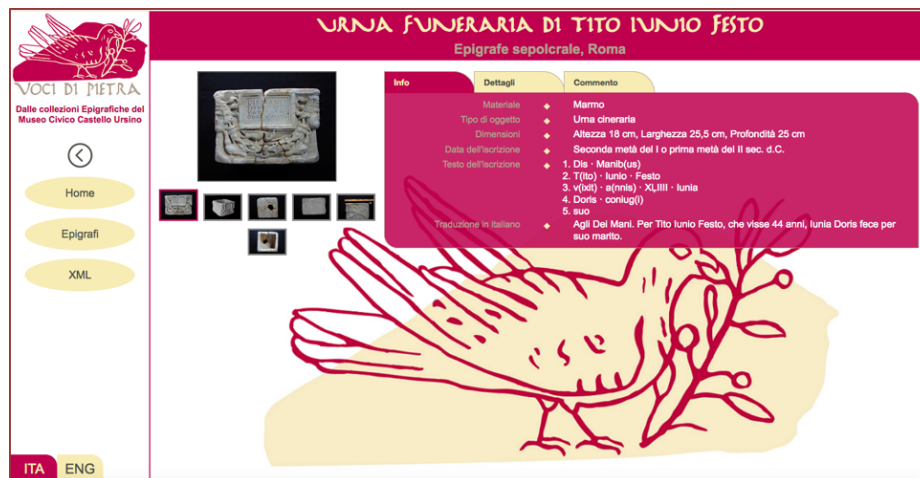 URNA FUNERARIA DI TITO IUNIO FESTO
Epigrafe sepolcrale, Roma
VOCI DI PIETRA
Dalle collezioni Epigrafiche del
Museo Civico Castello Ursino
Home
Epigrafi
XML
ITA ENG
Info Dettagli Commento
Materiale ◆ Marmo
Tipo di oggetto ◆ Urna cineraria
Dimensioni ◆ Altezza 18 cm, Larghezza 25,5 cm, Profondità 25 cm
Data dell'iscrizione ◆ Seconda metà del I o prima metà del II sec. d.C.
Testo dell'iscrizione ◆ 1. Dis · Manib(us)
2. T(ito) · Iunio · Festo
3. v(ixit) · a(nnis) · XL,IIII · Iunia
4. Doris · coniug(i)
5. suo
Traduzione in italiano ◆ Agli Dei Mani. Per Tito Iunio Festo, che visse 44 anni, Iunia Doris fece per
suo marito.